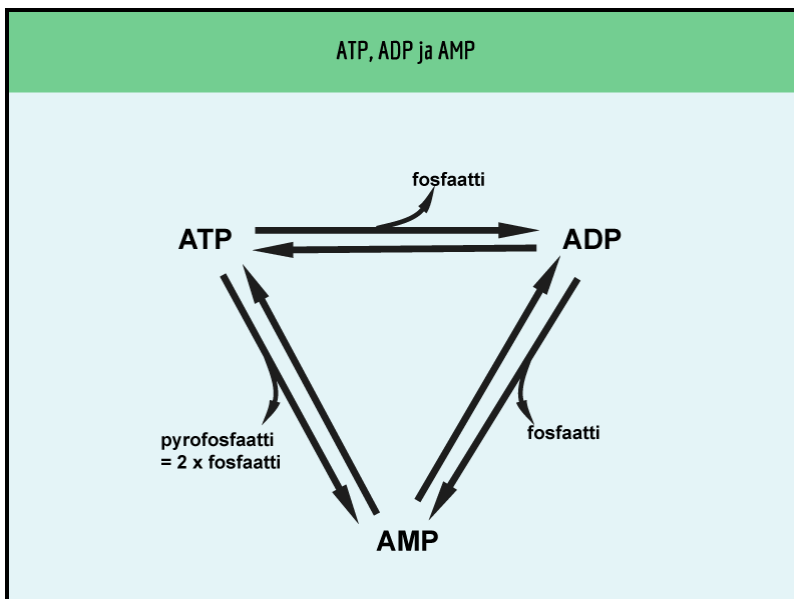 ATP, ADP ja AMP
fosfaatti
ATP
ADP
pyrofosfaatti
= 2 x fosfaatti
fosfaatti
AMP